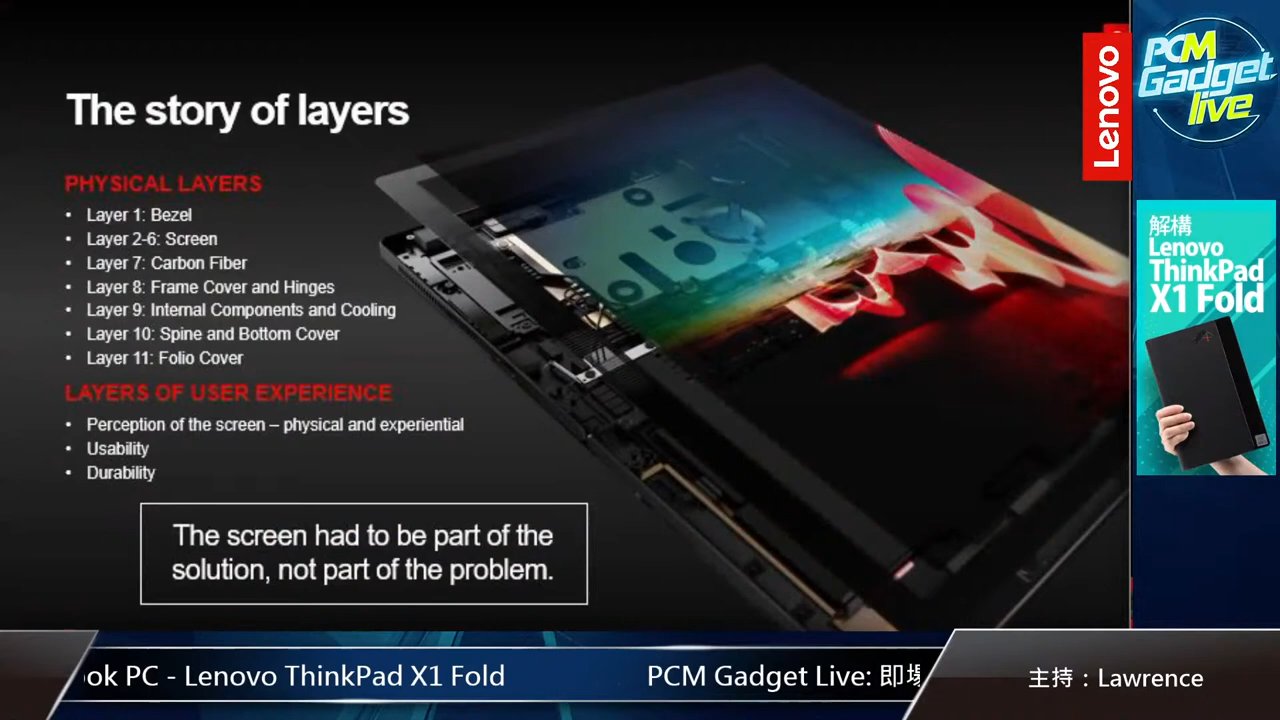 The story of layers
PHYSICAL LAYERS
• Layer 1: Bezel
• Layer 2-6: Screen
• Layer 7: Carbon Fiber
• Layer 8: Frame Cover and Hinges
• Layer 9: Internal Components and Cooling
• Layer 10: Spine and Bottom Cover
• Layer 11: Folio Cover
LAYERS OF USER EXPERIENCE
• Perception of the screen – physical and experiential
• Usability
• Durability
The screen had to be part of the
solution, not part of the problem.
Lenovo
PCM
Gadget
live
解構
Lenovo
ThinkPad
X1 Fold
ok PC - Lenovo ThinkPad X1 Fold
PCM Gadget Live: 即場
主持：Lawrence